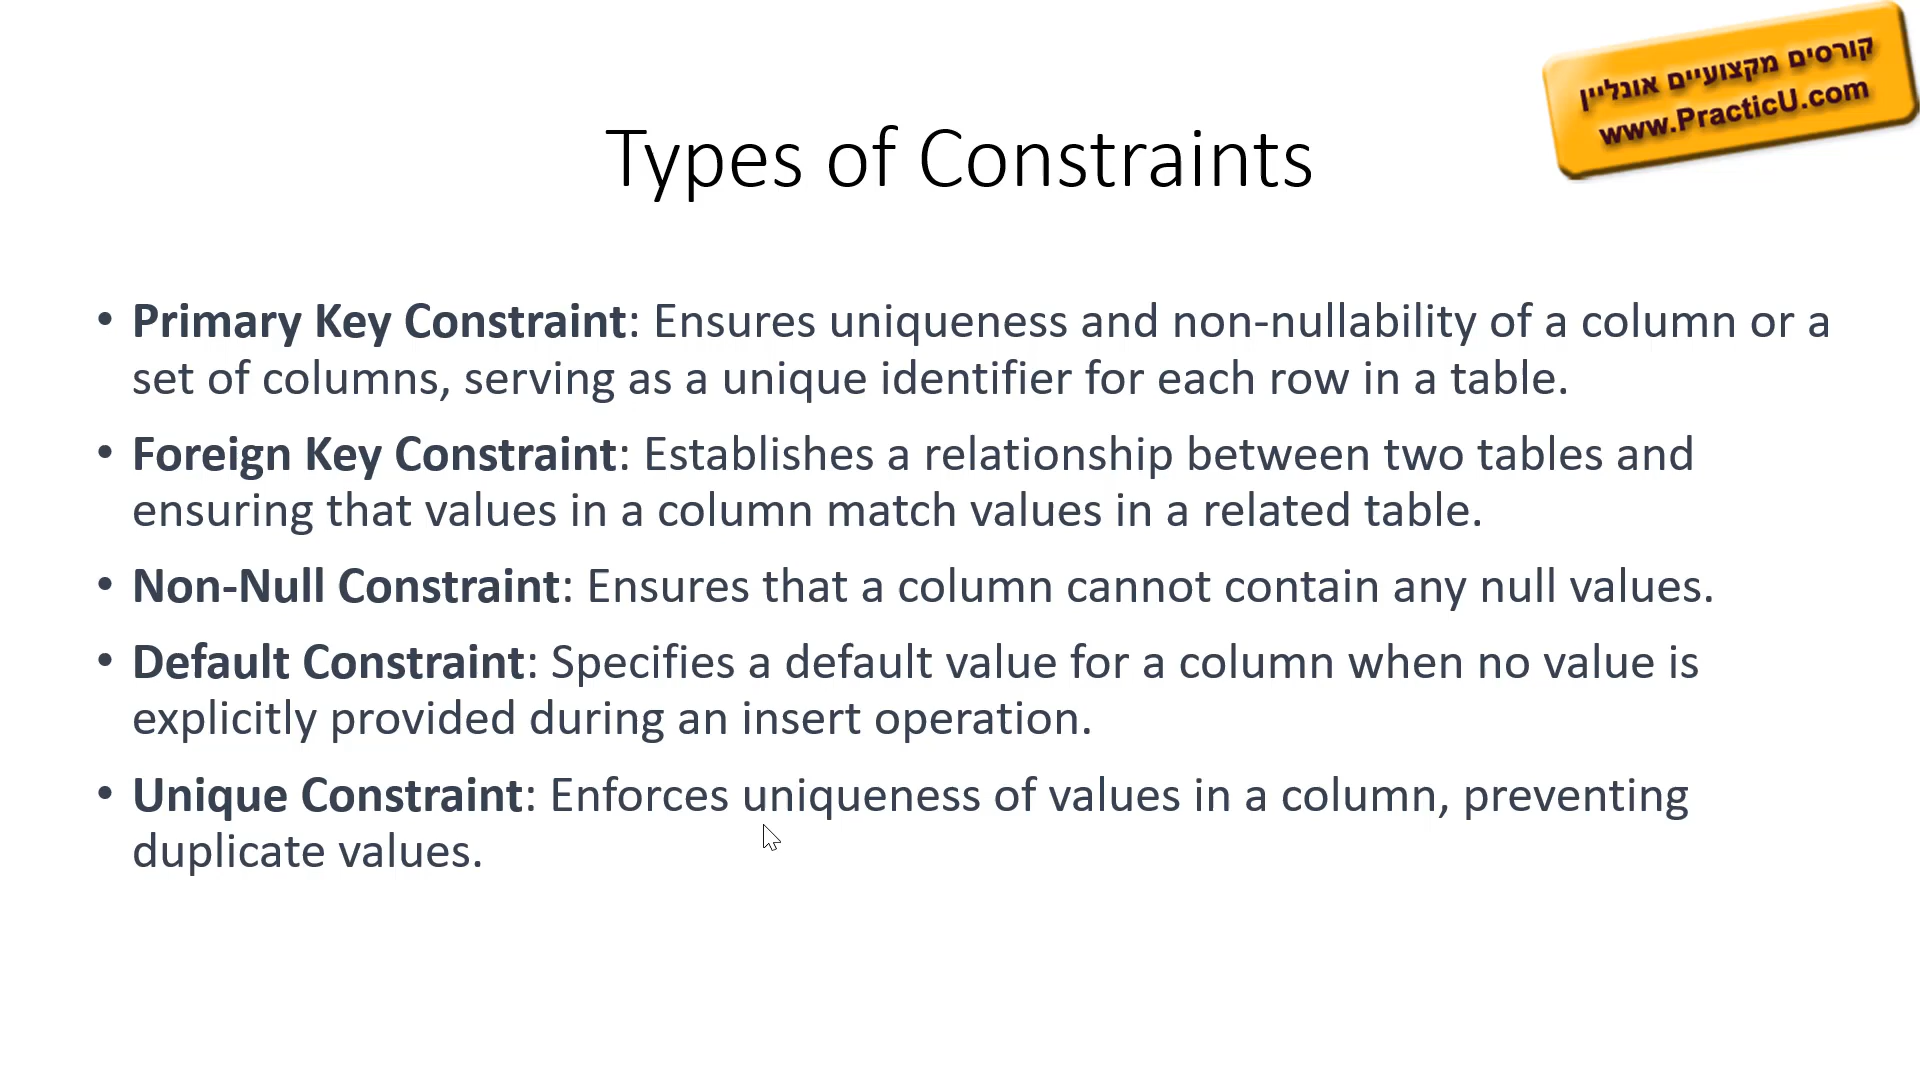 קורסים מקצועיים אונליין
www.PracticU.com
Types of Constraints
• Primary Key Constraint: Ensures uniqueness and non-nullability of a column or a
set of columns, serving as a unique identifier for each row in a table.
• Foreign Key Constraint: Establishes a relationship between two tables and
ensuring that values in a column match values in a related table.
• Non-Null Constraint: Ensures that a column cannot contain any null values.
• Default Constraint: Specifies a default value for a column when no value is
explicitly provided during an insert operation.
• Unique Constraint: Enforces uniqueness of values in a column, preventing
duplicate values.